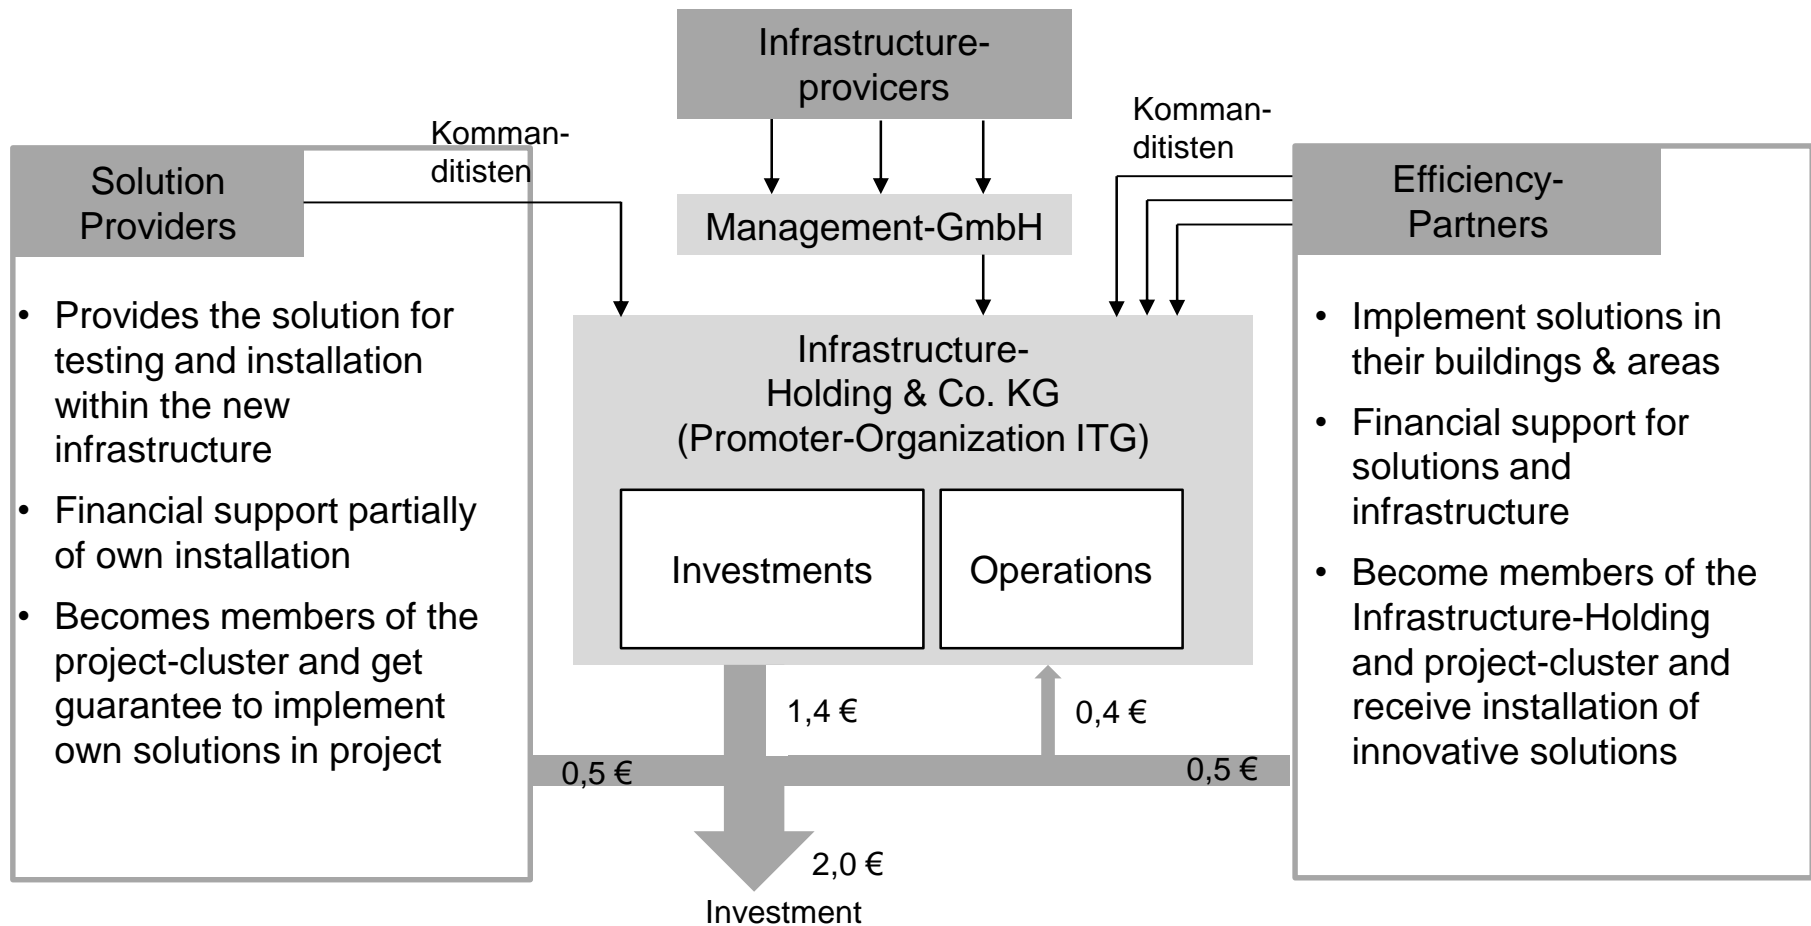 Infrastructure-
provicers
Komman-
ditisten
Komman-
ditisten
Solution
Providers
Management-GmbH
Efficiency-
Partners
• Provides the solution for
testing and installation
within the new
infrastructure
• Financial support partially
of own installation
• Becomes members of the
project-cluster and get
guarantee to implement
own solutions in project
Infrastructure-
Holding & Co. KG
(Promoter-Organization ITG)
Investments
Operations
• Implement solutions in
their buildings & areas
• Financial support for
solutions and
infrastructure
• Become members of the
Infrastructure-Holding
and project-cluster and
receive installation of
innovative solutions
1,4 €
0,4 €
0,5 €
0,5 €
2,0 €
Investment